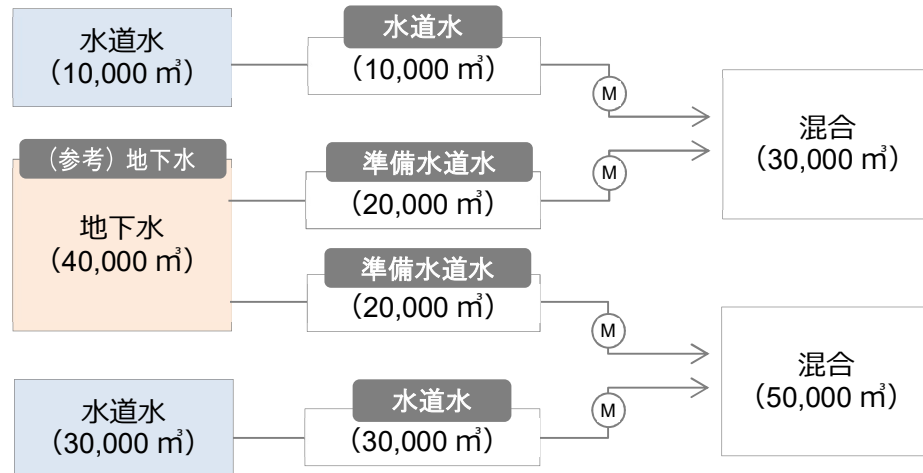 水道水
(10,000 ㎥)
水道水
(10,000 ㎥)
M
混合
(30,000 ㎥)
(参考) 地下水
地下水
(40,000 ㎥)
準備水道水
(20,000 ㎥)
M
準備水道水
(20,000 ㎥)
M
混合
(50,000 ㎥)
水道水
(30,000 ㎥)
水道水
(30,000 ㎥)
M